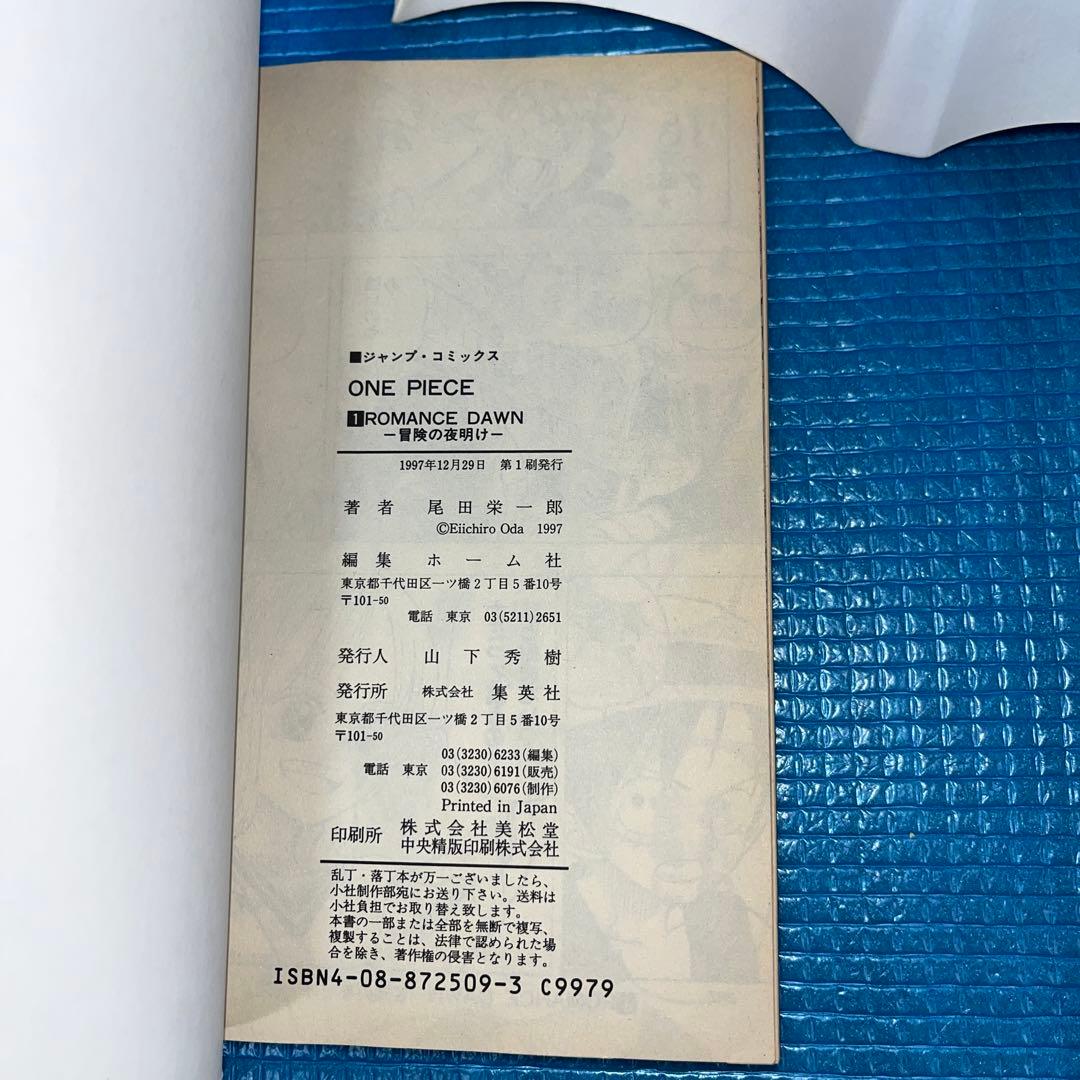 ■ジャンプ・コミックス
ONE PIECE
1 ROMANCE DAWN
—冒険の夜明け—
1997年12月29日 第1刷発行
著者 尾田栄一郎
©Eiichiro Oda 1997
編集 ホーム社
東京都千代田区一ツ橋2丁目5番10号
〒101-50
電話 東京 03(5211)2651
発行人 山下秀樹
発行所 株式会社 集英社
東京都千代田区一ツ橋2丁目5番10号
〒101-50
03(3230)6233(編集)
電話 東京 03(3230)6191(販売)
03(3230)6076(制作)
Printed in Japan
印刷所 株式会社美松堂
中央精版印刷株式会社
乱丁・落丁本が万一ございましたら、
小社制作部宛にお送り下さい。送料は
小社負担でお取り替え致します。
本書の一部または全部を無断で複写、
複製することは、法律で認められた場
合を除き、著作権の侵害となります。
ISBN4-08-872509-3 C9979